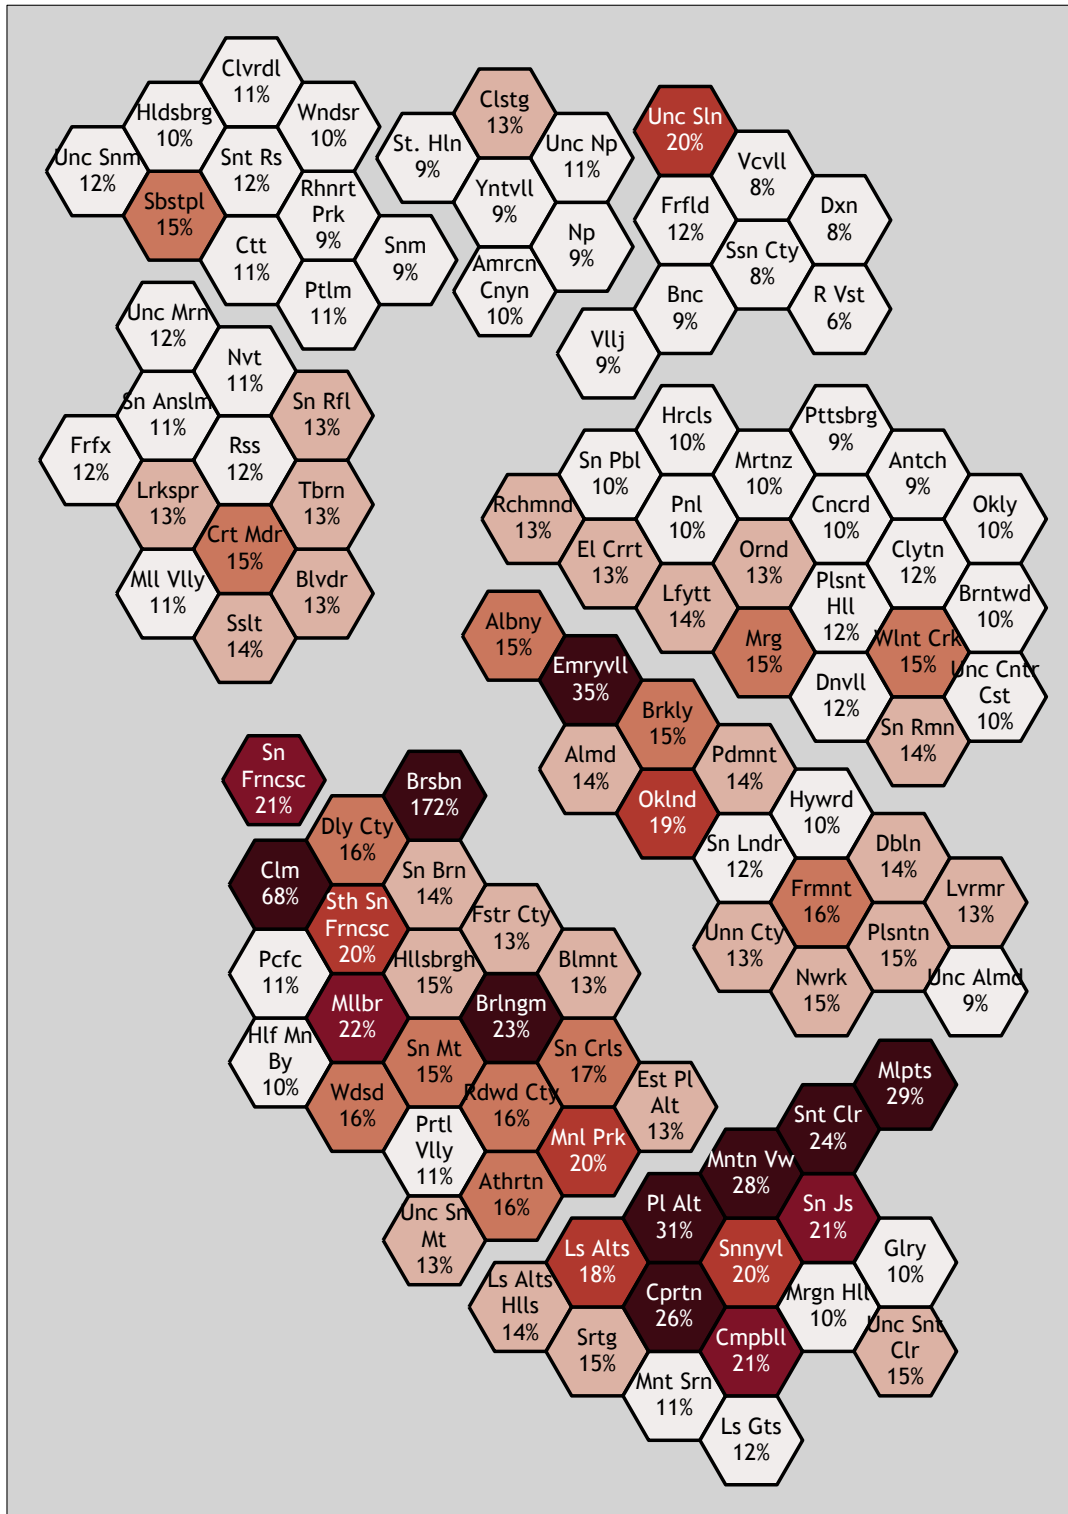 Clvrdl
11%
Hldsbrg
10%
Wndsr
10%
Unc Snm
12%
Snt Rs
12%
Sbstpl
15%
Rhnrt
Prk
9%
Ctt
11%
Snm
9%
Ptlm
11%
Clstg
13%
St. Hln
9%
Unc Np
11%
Yntvll
9%
Np
9%
Amrcn
Cnyn
10%
Unc Sln
20%
Vcvll
8%
Frfld
12%
Dxn
8%
Ssn Cty
8%
Bnc
9%
R Vst
6%
Vllj
9%
Unc Mrn
12%
Nvt
11%
Sn Anslm
11%
Sn Rfl
13%
Frfx
12%
Rss
12%
Lrkspr
13%
Tbrn
13%
Crt Mdr
15%
Mll Vlly
11%
Blvdr
13%
Sslt
14%
Hrcls
10%
Pttsbrg
9%
Sn Pbl
10%
Mrtnz
10%
Antch
9%
Rchmnd
13%
Pnl
10%
Cncrd
10%
Okly
10%
El Crrt
13%
Ornd
13%
Clytn
12%
Lfytt
14%
Plsnt
Hll
12%
Brntwd
10%
Mrg
15%
Wlnt Crk
15%
Dnvll
12%
Unc Cntr
Cst
10%
Sn Rmn
14%
Albny
15%
Emryvll
35%
Brkly
15%
Almd
14%
Pdmnt
14%
Oklnd
19%
Hywrd
10%
Sn Lndr
12%
Dbln
14%
Frmnt
16%
Lvrmr
13%
Unn Cty
13%
Plsntn
15%
Nwrk
15%
Unc Almd
9%
Sn
Frncsc
21%
Brsbn
172%
Dly Cty
16%
Clm
68%
Sn Brn
14%
Sth Sn
Frncsc
20%
Fstr Cty
13%
Pcfc
11%
Hllsbrgh
15%
Blmnt
13%
Mllbr
22%
Brlngm
23%
Hlf Mn
By
10%
Sn Mt
15%
Sn Crls
17%
Wdsd
16%
Rdwd Cty
16%
Est Pl
Alt
13%
Prtl
Vlly
11%
Mnl Prk
20%
Athrtn
16%
Unc Sn
Mt
13%
Mlpts
29%
Snt Clr
24%
Mntn Vw
28%
Pl Alt
31%
Sn Js
21%
Ls Alts
18%
Snnyvl
20%
Glry
10%
Ls Alts
Hlls
14%
Cprtn
26%
Mrgn Hll
10%
Srtg
15%
Cmpbll
21%
Unc Snt
Clr
15%
Mnt Srn
11%
Ls Gts
12%